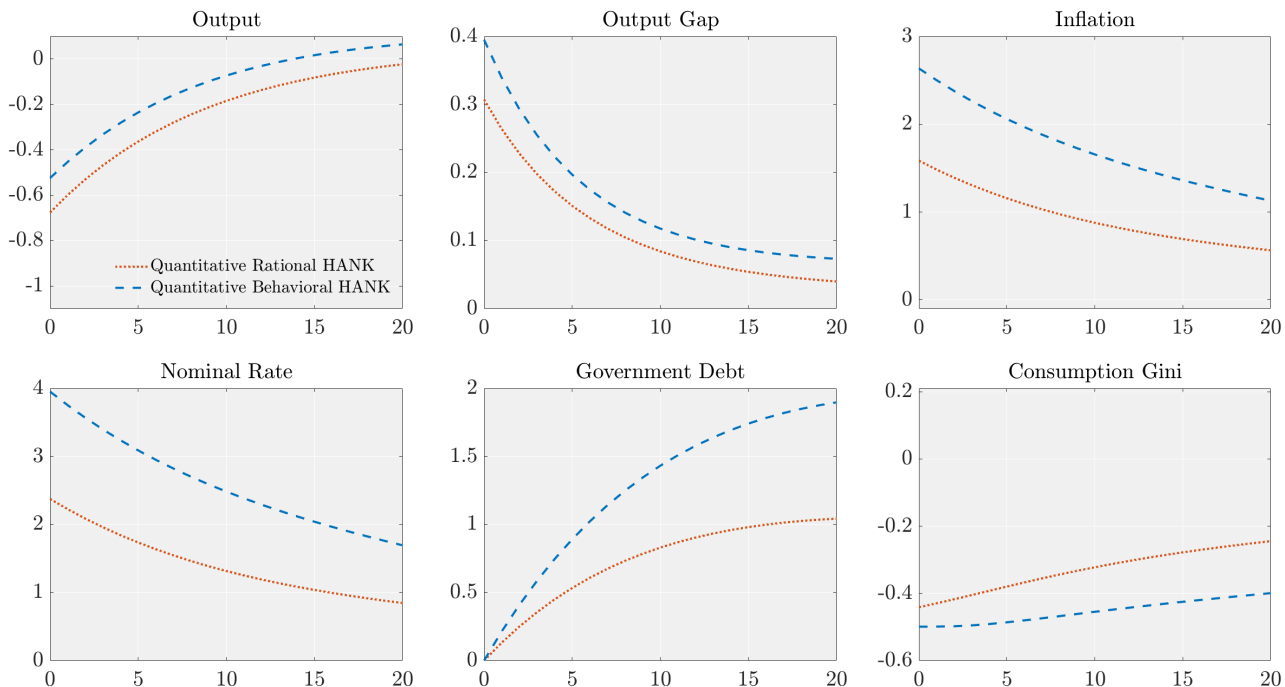 Output
0
-0.2
-0.4
-0.6
-0.8
-1
Quantitative Rational HANK
Quantitative Behavioral HANK
0 5 10 15 20
Output Gap
0.4
0.3
0.2
0.1
0
0 5 10 15 20
Inflation
3
2
1
0
0 5 10 15 20
Nominal Rate
4
3
2
1
0
0 5 10 15 20
Government Debt
2
1.5
1
0.5
0
0 5 10 15 20
Consumption Gini
0.2
0
-0.2
-0.4
-0.6
0 5 10 15 20